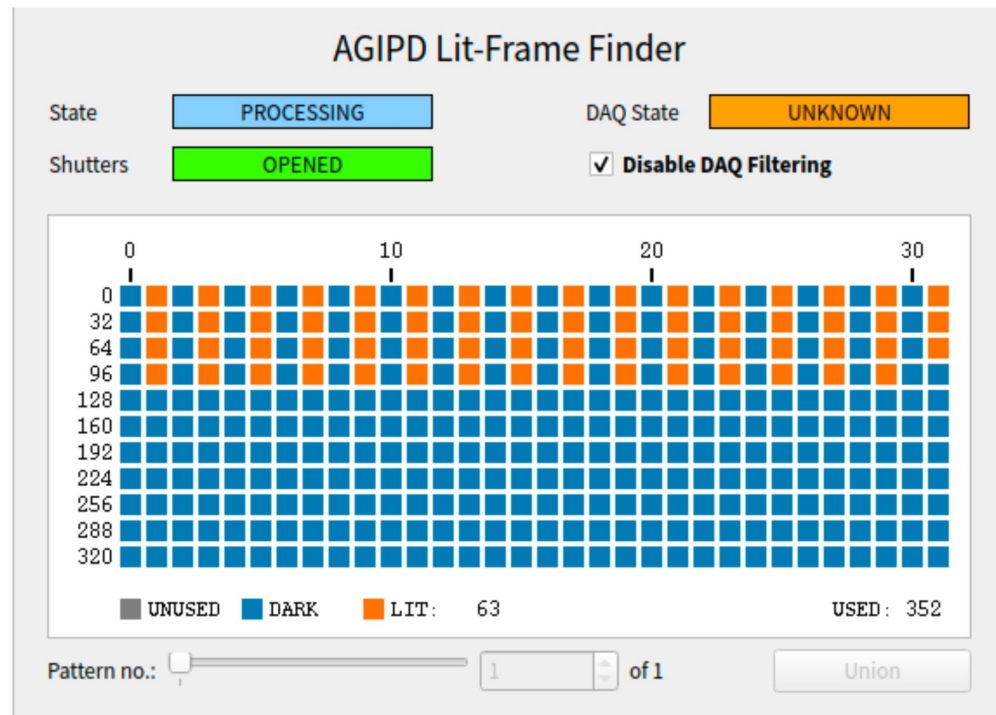 AGIPD Lit-Frame Finder
State PROCESSING DAQ State UNKNOWN
Shutters OPENED Disable DAQ Filtering
0 10 20 30
0
32
64
96
128
160
192
224
256
288
320
UNUSED DARK LIT: 63 USED: 352
Pattern no.: 1 of 1 Union